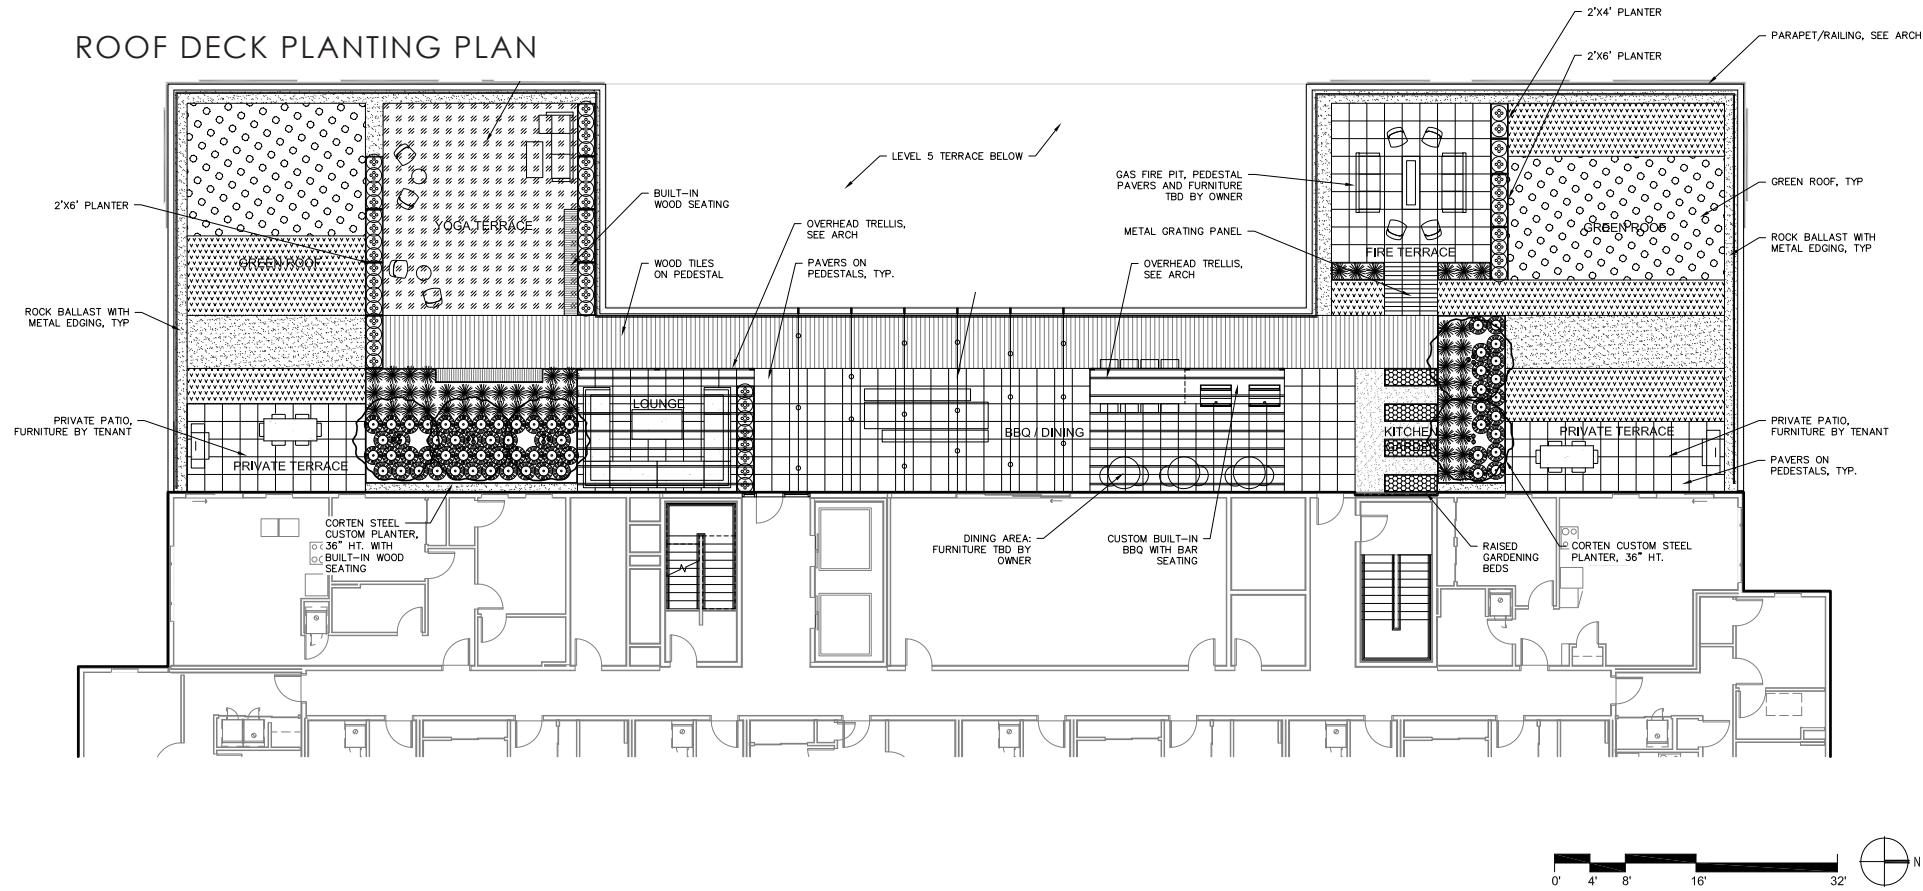 ROOF DECK PLANTING PLAN
2'X4' PLANTER
PARAPET/RAILING, SEE ARCH
2'X6' PLANTER
LEVEL 5 TERRACE BELOW
GAS FIRE PIT, PEDESTAL
PAVERS AND FURNITURE
TBD BY OWNER
GREEN ROOF, TYP
BUILT-IN
WOOD SEATING
2'X6' PLANTER
YOGA TERRACE
OVERHEAD TRELLIS,
SEE ARCH
METAL GRATING PANEL
GREEN ROOF
ROCK BALLAST WITH
METAL EDGING, TYP
FIRE TERRACE
GREEN ROOF
WOOD TILES
ON PEDESTAL
PAVERS ON
PEDESTALS, TYP.
OVERHEAD TRELLIS,
SEE ARCH
ROCK BALLAST WITH
METAL EDGING, TYP
LOUNGE
PRIVATE PATIO,
FURNITURE BY TENANT
BBQ / DINING
KITCHEN
PRIVATE TERRACE
PRIVATE PATIO,
FURNITURE BY TENANT
PRIVATE TERRACE
PAVERS ON
PEDESTALS, TYP.
CORTEN STEEL
CUSTOM PLANTER,
36" HT. WITH
BUILT-IN WOOD
SEATING
DINING AREA:
FURNITURE TBD BY
OWNER
CUSTOM BUILT-IN
BBQ WITH BAR
SEATING
RAISED
GARDENING
BEDS
CORTEN CUSTOM STEEL
PLANTER, 36" HT.
0' 4' 8' 16' 32'
N